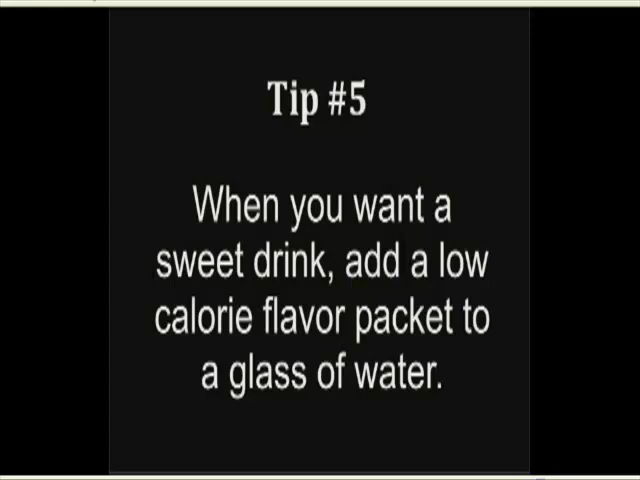 Tip #5
When you want a
sweet drink, add a low
calorie flavor packet to
a glass of water.